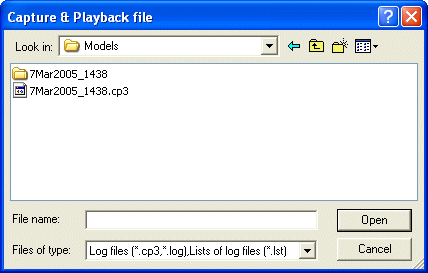 Capture & Playback file
Look in: Models
7Mar2005_1438
7Mar2005_1438.cp3
File name: Open
Files of type: Log files (*.cp3,*.log),Lists of log files (*.lst) Cancel